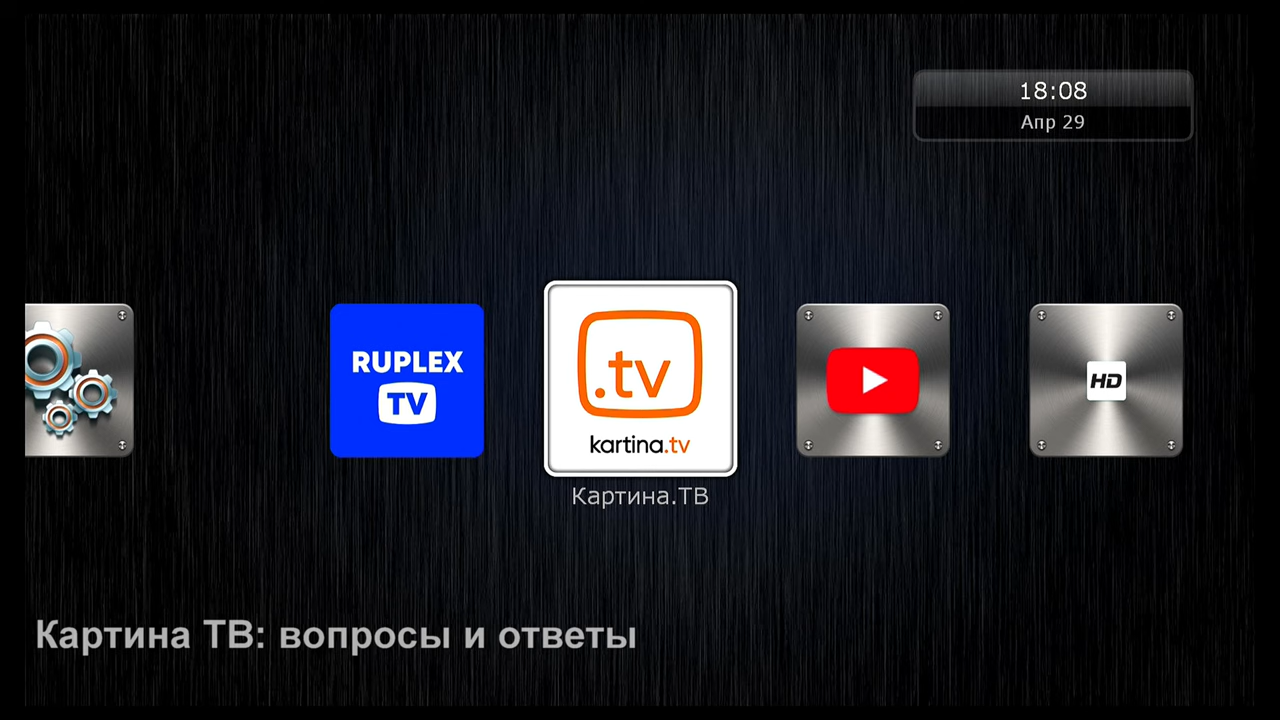 18:08
Апр 29
RUPLEX
TV
.tv
kartina.tv
HD
Картина.ТВ
Картина ТВ: вопросы и ответы